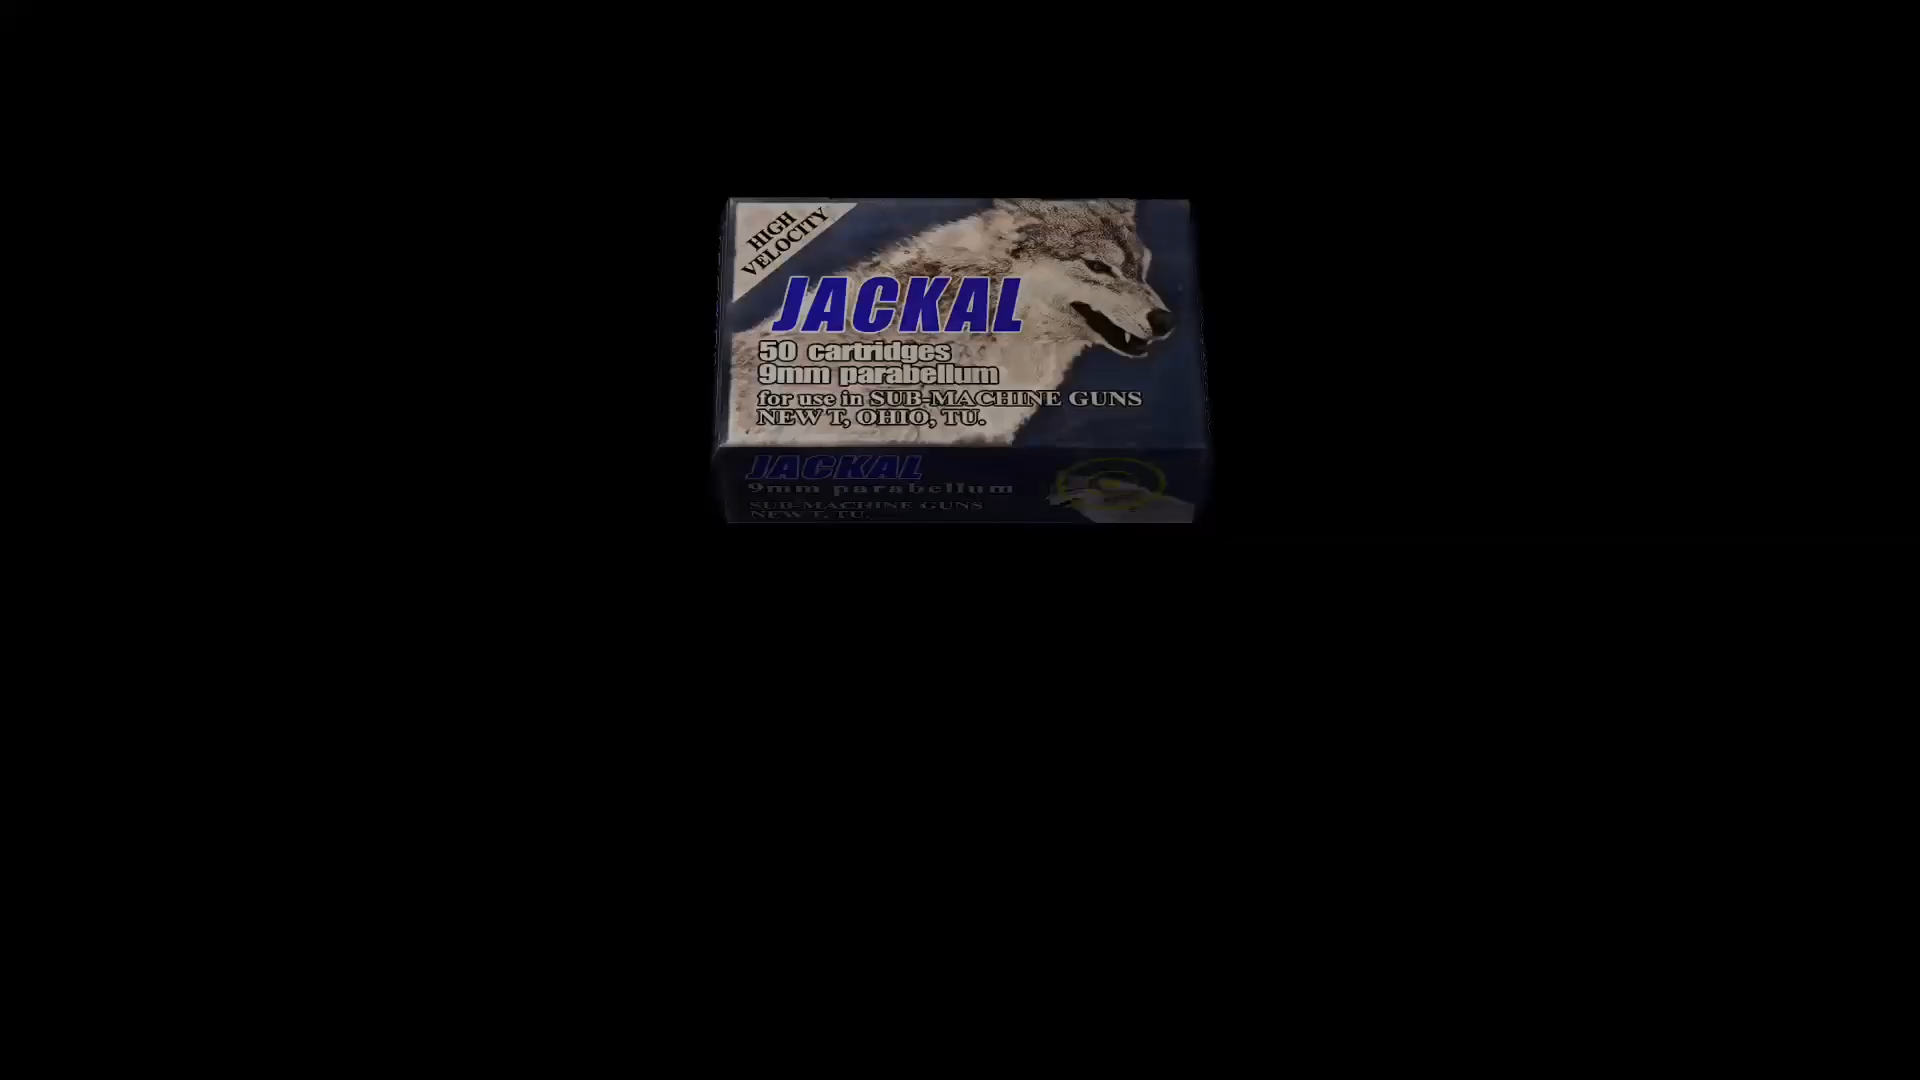 HIGH
VELOCITY
JACKAL
50 cartridges
9mm parabellum
for use in SUB-MACHINE GUNS
NEW T, OHIO, TU.
JACKAL
9mm parabellum
SUB-MACHINE GUNS
NEW T, TU.